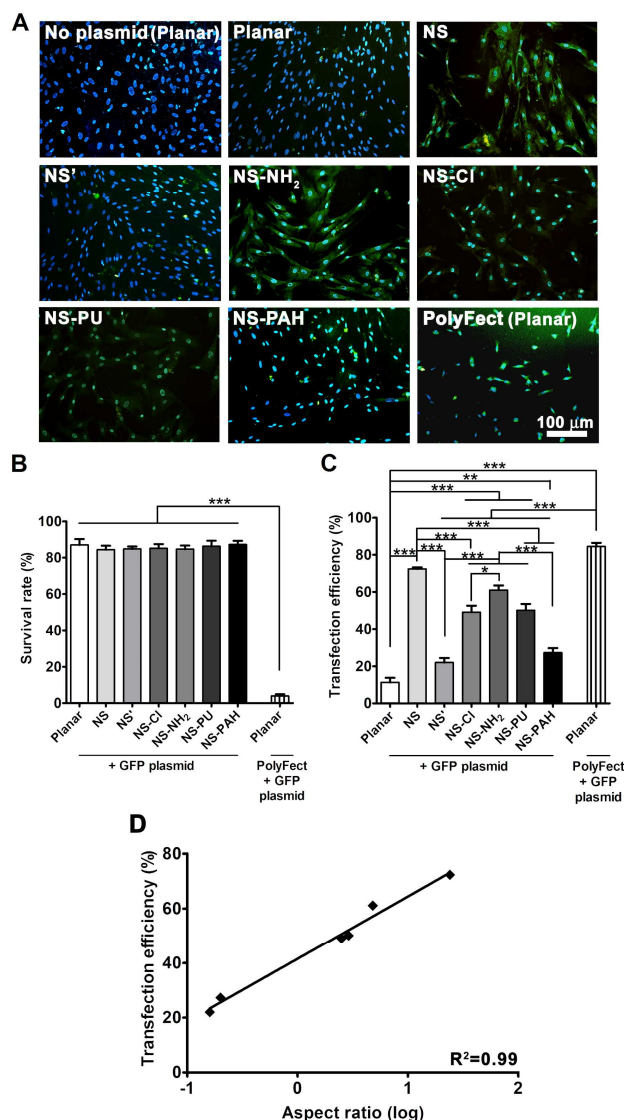 A
No plasmid (Planar)
Planar
NS
NS'
NS-NH2
NS-Cl
NS-PU
NS-PAH
PolyFect (Planar)
100 μm
B
***
Survival rate (%)
100
80
60
40
20
0
Planar
NS
NS'
NS-Cl
NS-NH2
NS-PU
NS-PAH
Planar
+ GFP plasmid
PolyFect
+ GFP
plasmid
C
***
**
***
***
***
***
***
***
***
***
*
Transfection efficiency (%)
100
80
60
40
20
0
Planar
NS
NS'
NS-Cl
NS-NH2
NS-PU
NS-PAH
Planar
+ GFP plasmid
PolyFect
+ GFP
plasmid
D
Transfection efficiency (%)
80
60
40
20
0
-1
0
1
2
R²=0.99
Aspect ratio (log)